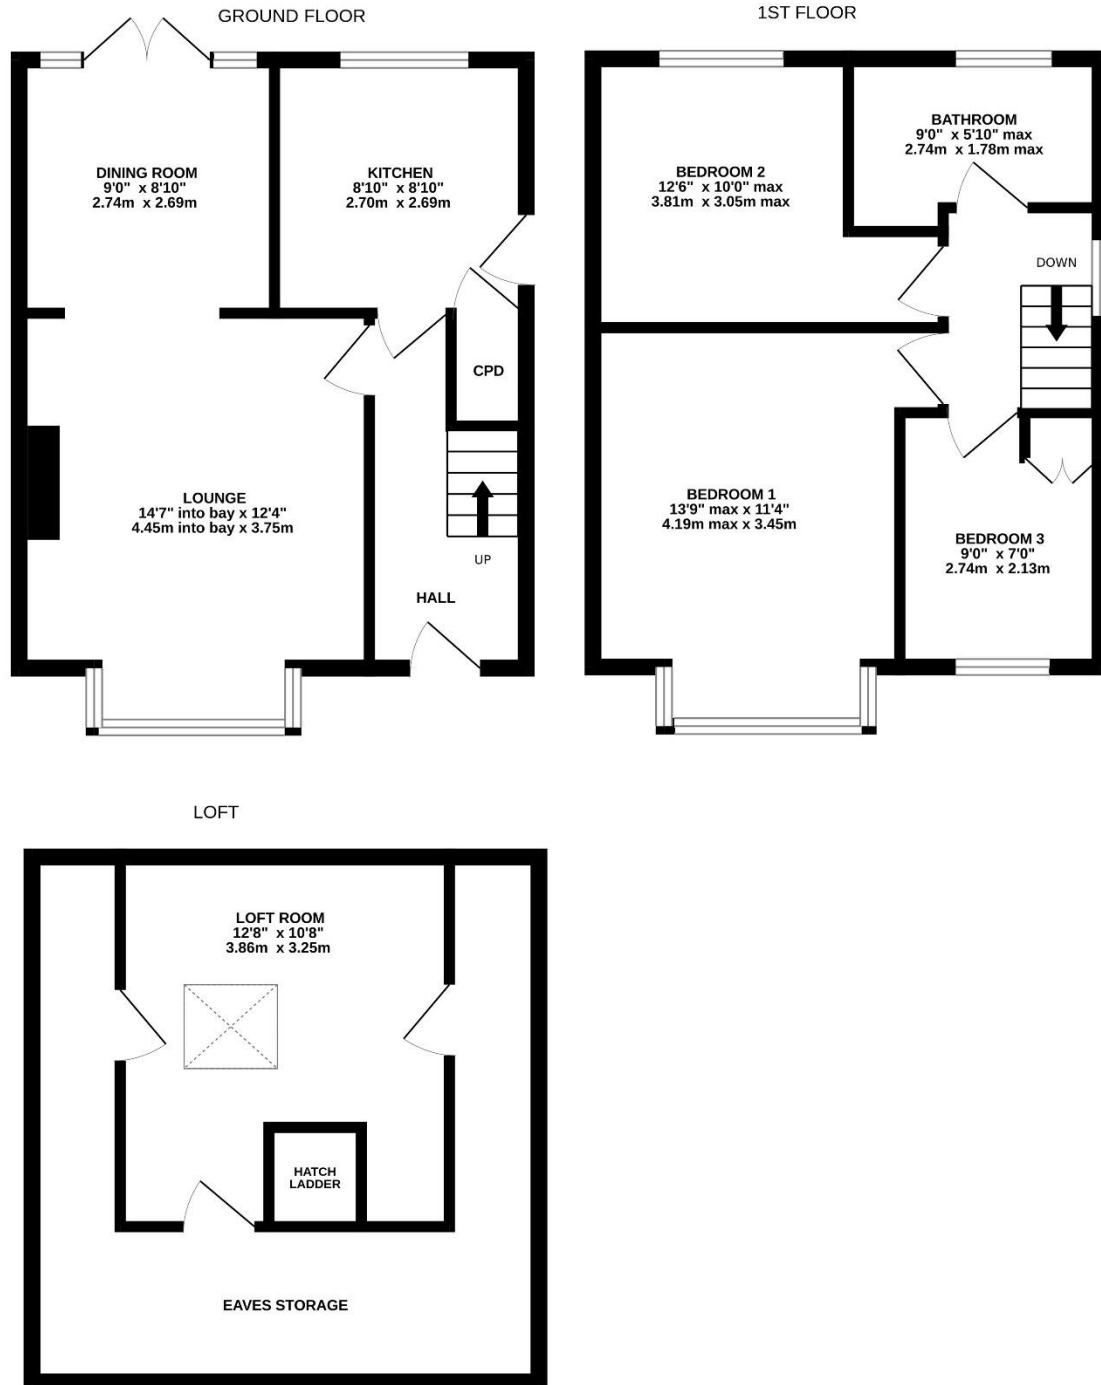 GROUND FLOOR
DINING ROOM
9'0" x 8'10"
2.74m x 2.69m
KITCHEN
8'10" x 8'10"
2.70m x 2.69m
CPD
LOUNGE
14'7" into bay x 12'4"
4.45m into bay x 3.75m
UP
HALL
1ST FLOOR
BATHROOM
9'0" x 5'10" max
2.74m x 1.78m max
BEDROOM 2
12'6" x 10'0" max
3.81m x 3.05m max
DOWN
BEDROOM 1
13'9" max x 11'4"
4.19m max x 3.45m
BEDROOM 3
9'0" x 7'0"
2.74m x 2.13m
LOFT
LOFT ROOM
12'8" x 10'8"
3.86m x 3.25m
HATCH
LADDER
EAVES STORAGE